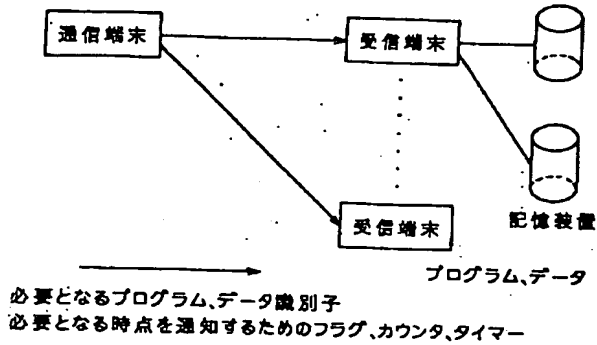 通信端末
受信端末
受信端末
記憶装置
プログラム、データ
必要となるプログラム、データ識別子
必要となる時点を通知するためのフラグ、カウンタ、タイマー